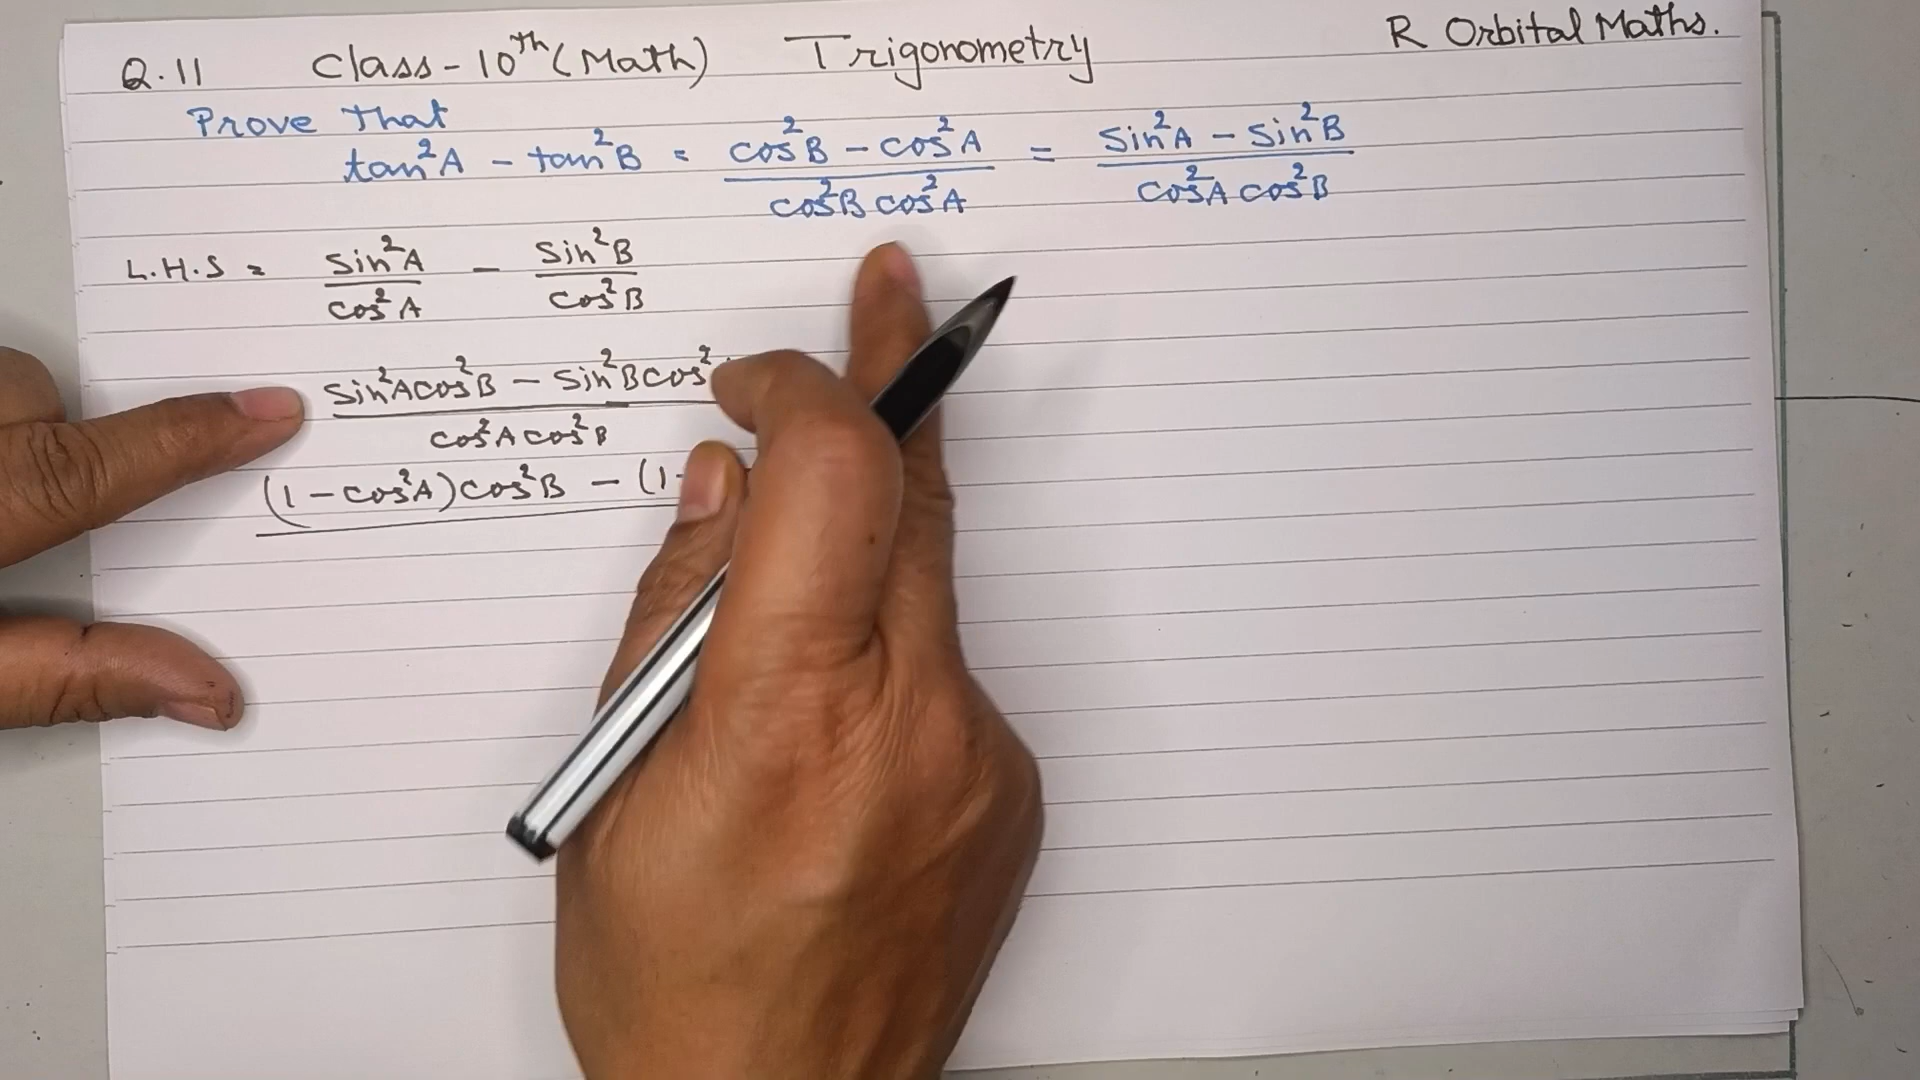 Q.11 Class-10th (Math) Trigonometry R Orbital Maths.
Prove that
tan²A - tan²B = (cos²B - cos²A)/(cos²B cos²A) = (Sin²A - Sin²B)/(cos²A cos²B)
L.H.S = Sin²A/cos²A - Sin²B/cos²B
(Sin²A cos²B - Sin²B cos²)/(cos²A cos²B)
(1 - cos²A) cos²B - (1-